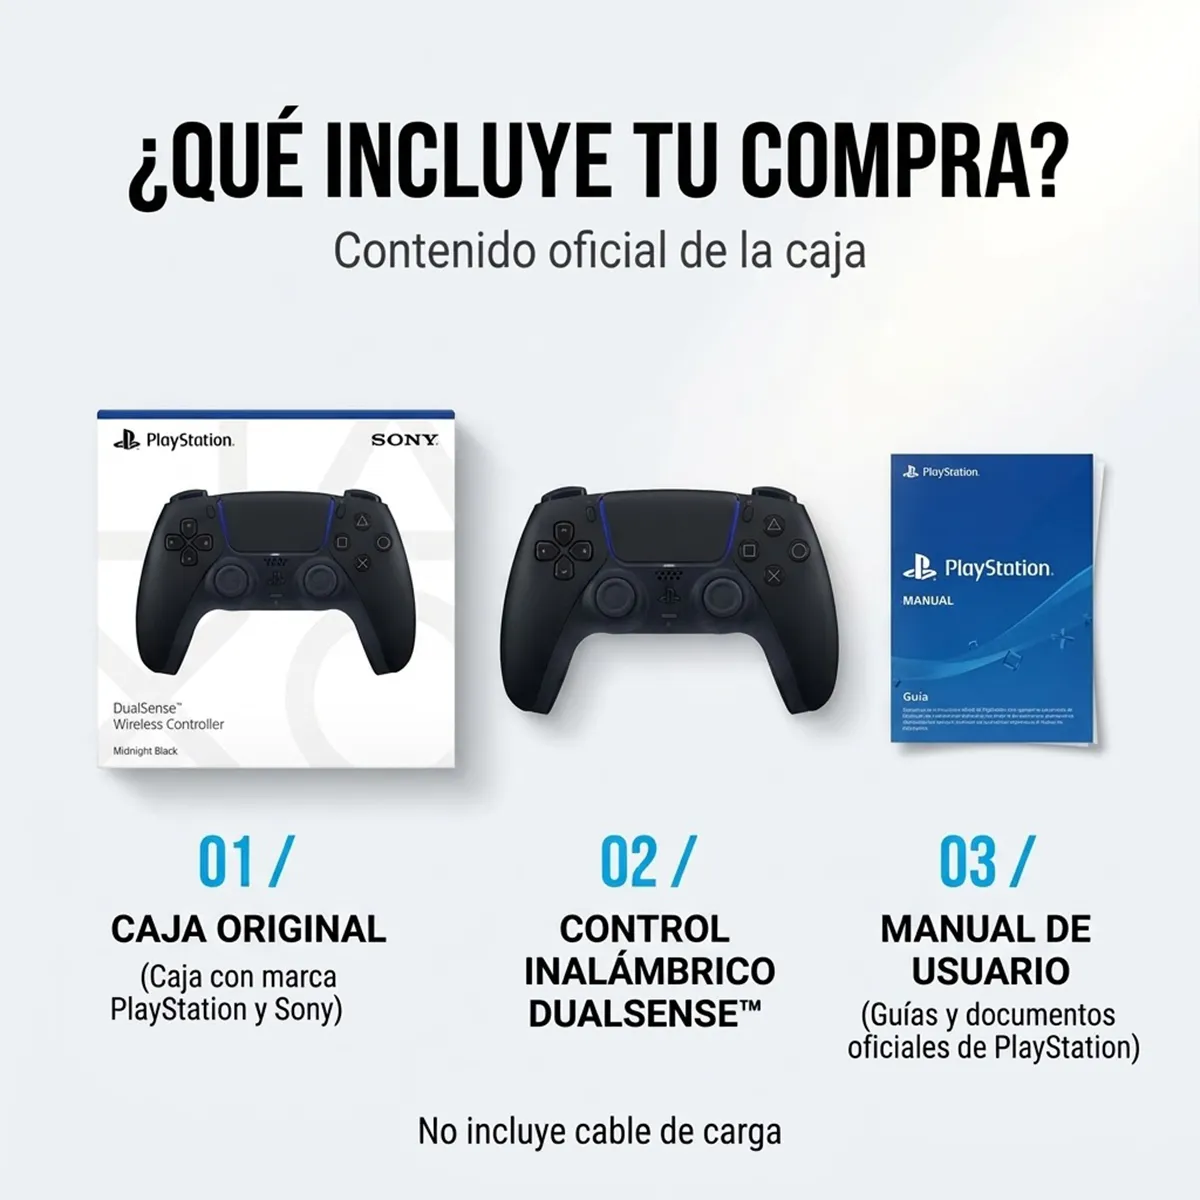 ¿QUÉ INCLUYE TU COMPRA?
Contenido oficial de la caja
PlayStation.
SONY.
DualSense™
Wireless Controller
Midnight Black
PlayStation.
PlayStation.
MANUAL
Guia
01 /
CAJA ORIGINAL
(Caja con marca
PlayStation y Sony)
02 /
CONTROL
INALÁMBRICO
DUALSENSE™
03 /
MANUAL DE
USUARIO
(Guías y documentos
oficiales de PlayStation)
No incluye cable de carga